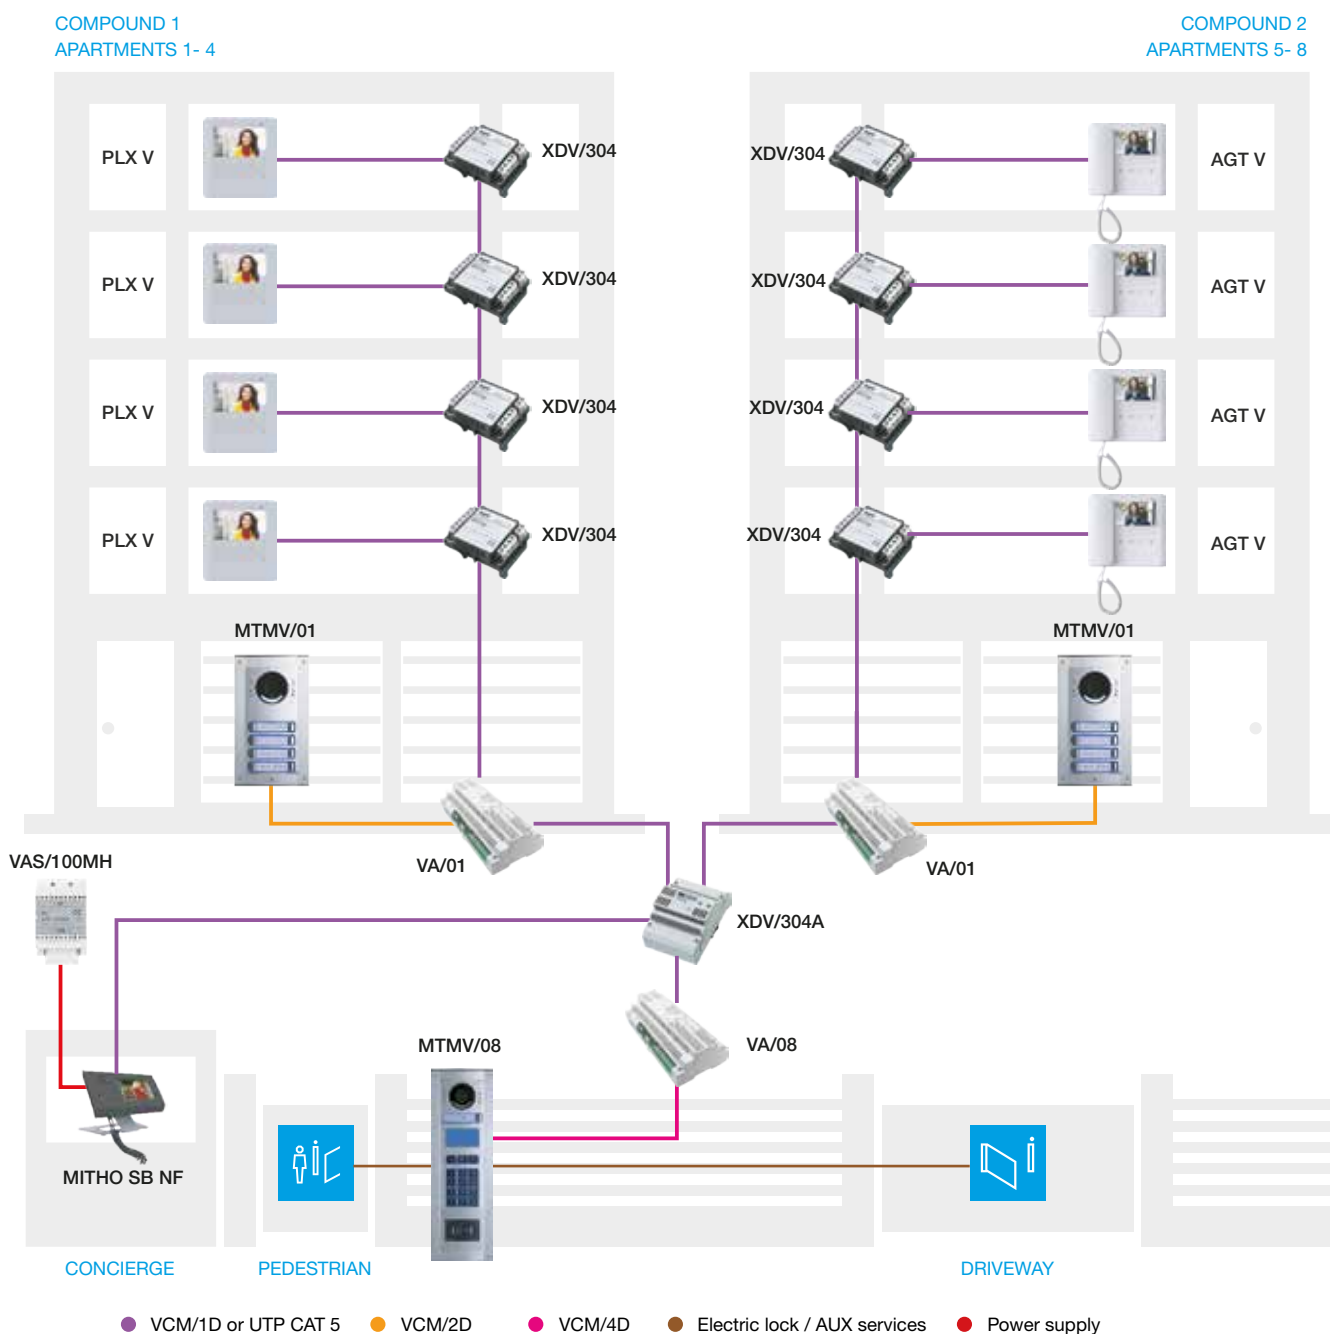 COMPOUND 1
APARTMENTS 1- 4
COMPOUND 2
APARTMENTS 5- 8
PLX V
XDV/304
XDV/304
AGT V
PLX V
XDV/304
XDV/304
AGT V
PLX V
XDV/304
XDV/304
AGT V
PLX V
XDV/304
XDV/304
AGT V
MTMV/01
MTMV/01
VA/01
VA/01
VAS/100MH
XDV/304A
MTMV/08
VA/08
MITHO SB NF
CONCIERGE
PEDESTRIAN
DRIVEWAY
VCM/1D or UTP CAT 5
VCM/2D
VCM/4D
Electric lock / AUX services
Power supply